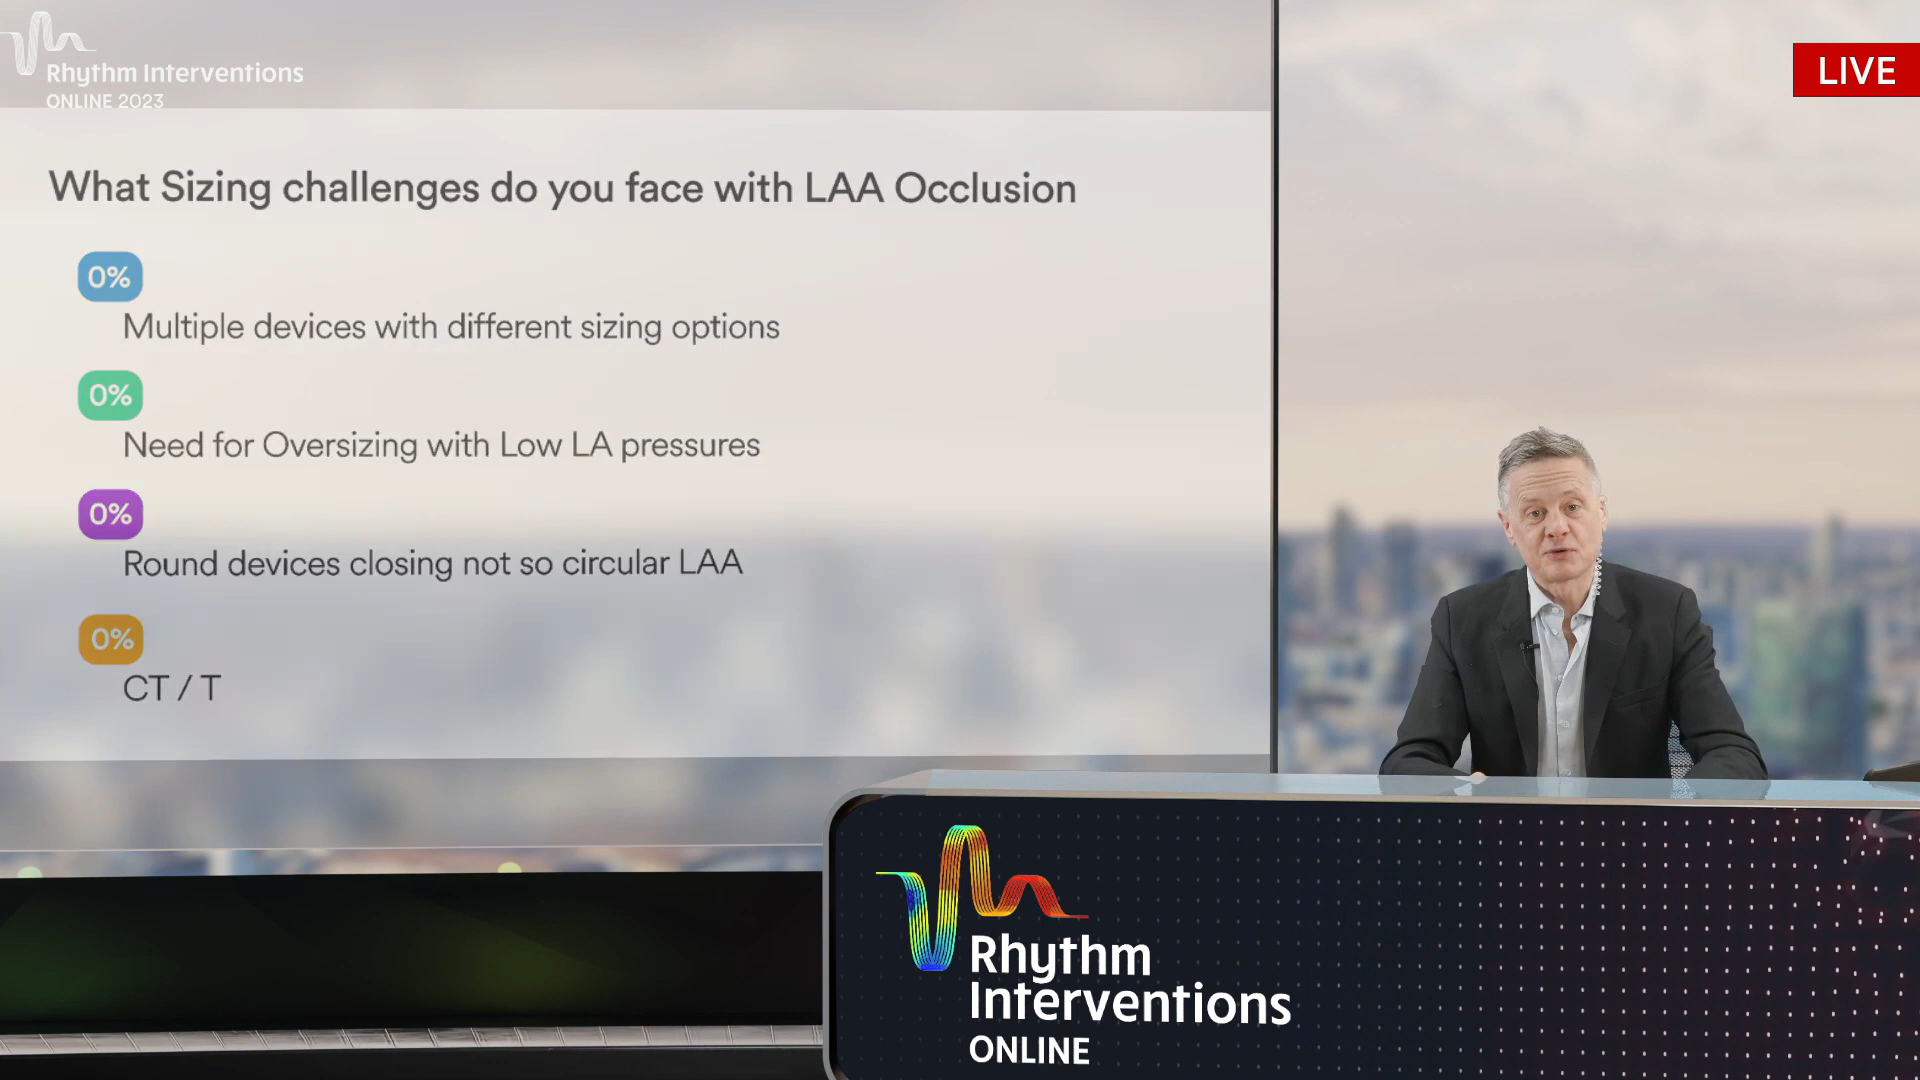 Rhythm Interventions
ONLINE 2023
LIVE
What Sizing challenges do you face with LAA Occlusion
0%
Multiple devices with different sizing options
0%
Need for Oversizing with Low LA pressures
0%
Round devices closing not so circular LAA
0%
CT / T
Rhythm
Interventions
ONLINE